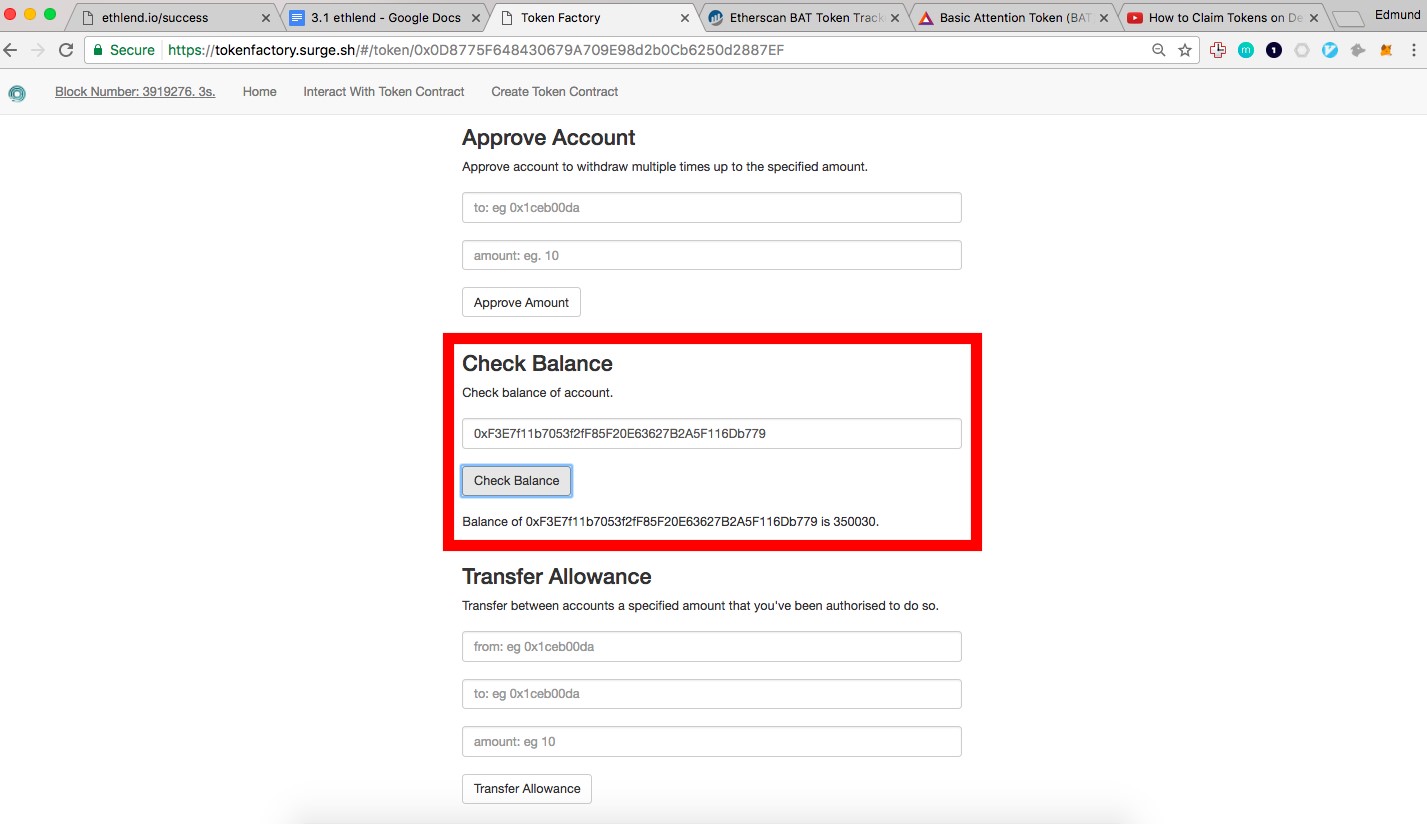 ethlend.io/success
3.1 ethlend - Google Docs
Token Factory
Etherscan BAT Token Track
Basic Attention Token (BAT
How to Claim Tokens on De
Edmund
Secure
https://tokenfactory.surge.sh/#/token/0x0D8775F648430679A709E98d2b0Cb6250d2887EF
Block Number: 3919276. 3s.
Home
Interact With Token Contract
Create Token Contract
Approve Account
Approve account to withdraw multiple times up to the specified amount.
to: eg 0x1ceb00da
amount: eg. 10
Approve Amount
Check Balance
Check balance of account.
0xF3E7f11b7053f2fF85F20E63627B2A5F116Db779
Check Balance
Balance of 0xF3E7f11b7053f2fF85F20E63627B2A5F116Db779 is 350030.
Transfer Allowance
Transfer between accounts a specified amount that you've been authorised to do so.
from: eg 0x1ceb00da
to: eg 0x1ceb00da
amount: eg 10
Transfer Allowance